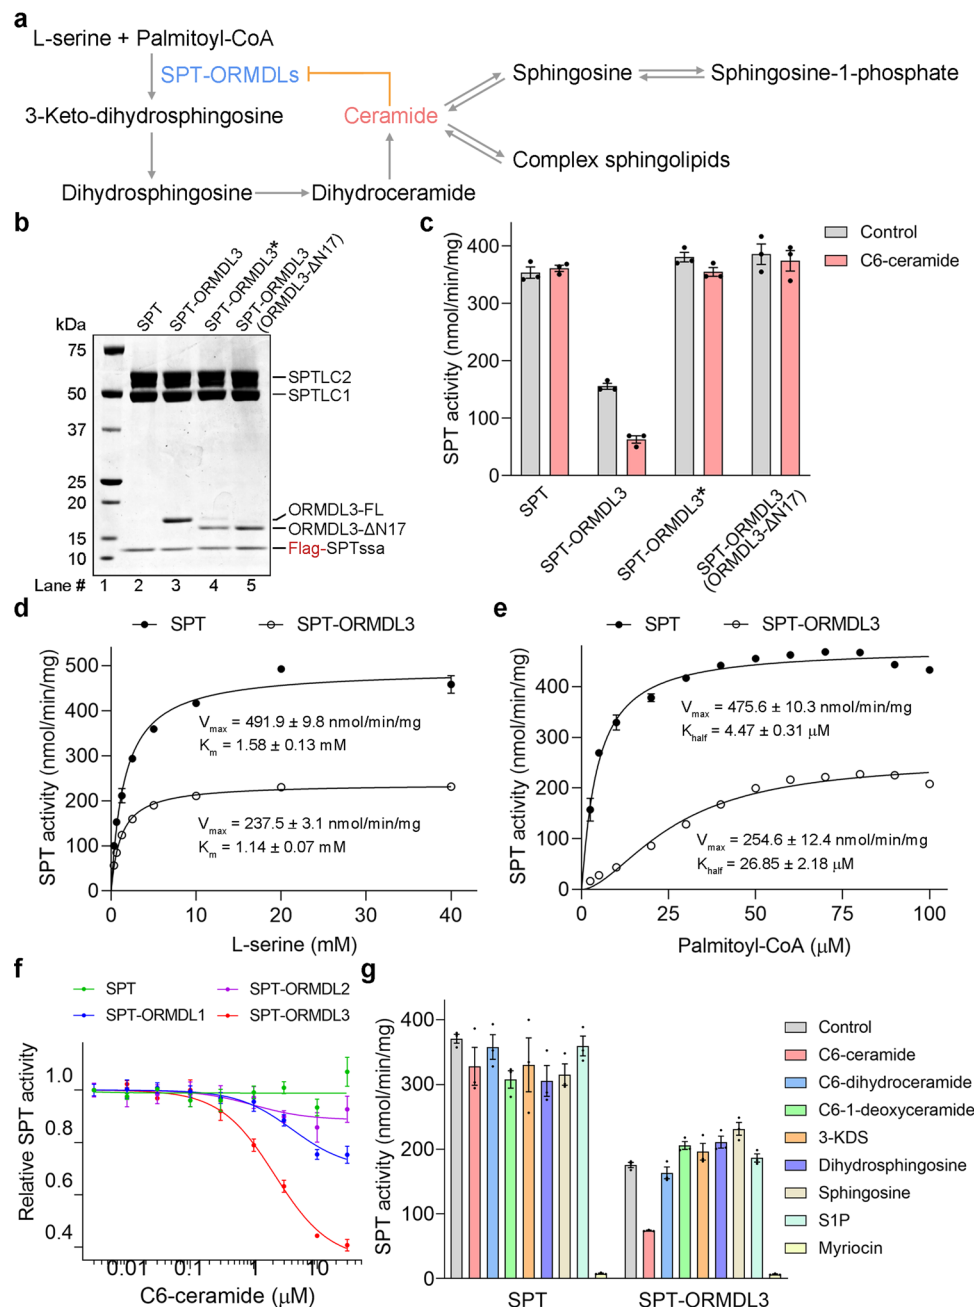 a
L-serine + Palmitoyl-CoA
SPT-ORMDLs
Sphingosine
Sphingosine-1-phosphate
3-Keto-dihydrosphingosine
Ceramide
Complex sphingolipids
Dihydrosphingosine
Dihydroceramide
b
SPT
SPT-ORMDL3
SPT-ORMDL3*
SPT-ORMDL3
(ORMDL3-ΔN17)
kDa
75
50
37
25
20
15
10
SPTLC2
SPTLC1
ORMDL3-FL
ORMDL3-ΔN17
Flag-SPTssa
Lane # 1 2 3 4 5
c
Control
C6-ceramide
SPT activity (nmol/min/mg)
400
300
200
100
0
SPT
SPT-ORMDL3
SPT-ORMDL3*
SPT-ORMDL3
(ORMDL3-ΔN17)
d
SPT
SPT-ORMDL3
SPT activity (nmol/min/mg)
500
400
300
200
100
0
Vmax = 491.9 ± 9.8 nmol/min/mg
Km = 1.58 ± 0.13 mM
Vmax = 237.5 ± 3.1 nmol/min/mg
Km = 1.14 ± 0.07 mM
0 10 20 30 40
L-serine (mM)
e
SPT
SPT-ORMDL3
SPT activity (nmol/min/mg)
400
300
200
100
0
Vmax = 475.6 ± 10.3 nmol/min/mg
Khalf = 4.47 ± 0.31 μM
Vmax = 254.6 ± 12.4 nmol/min/mg
Khalf = 26.85 ± 2.18 μM
0 25 50 75 100
Palmitoyl-CoA (μM)
f
SPT
SPT-ORMDL2
SPT-ORMDL1
SPT-ORMDL3
Relative SPT activity
1.0
0.8
0.6
0.4
0.01 0.1 1 10
C6-ceramide (μM)
g
SPT activity (nmol/min/mg)
400
300
200
100
0
SPT
SPT-ORMDL3
Control
C6-ceramide
C6-dihydroceramide
C6-1-deoxyceramide
3-KDS
Dihydrosphingosine
Sphingosine
S1P
Myriocin